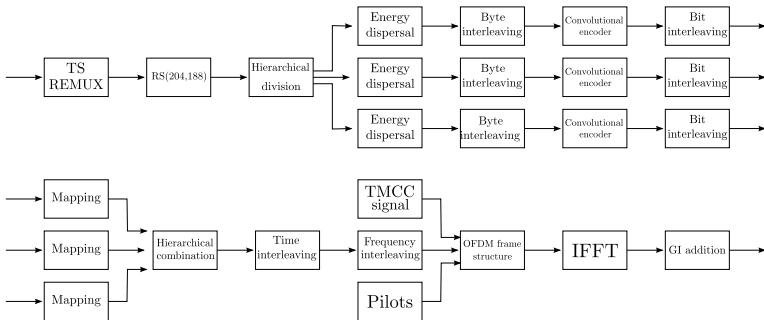 Energy
dispersal
Byte
interleaving
Convolutional
encoder
Bit
interleaving
TS
REMUX
RS(204,188)
Hierarchical
division
Energy
dispersal
Byte
interleaving
Convolutional
encoder
Bit
interleaving
Energy
dispersal
Byte
interleaving
Convolutional
encoder
Bit
interleaving
Mapping
TMCC
signal
Mapping
Hierarchical
combination
Time
interleaving
Frequency
interleaving
OFDM frame
structure
IFFT
GI addition
Mapping
Pilots